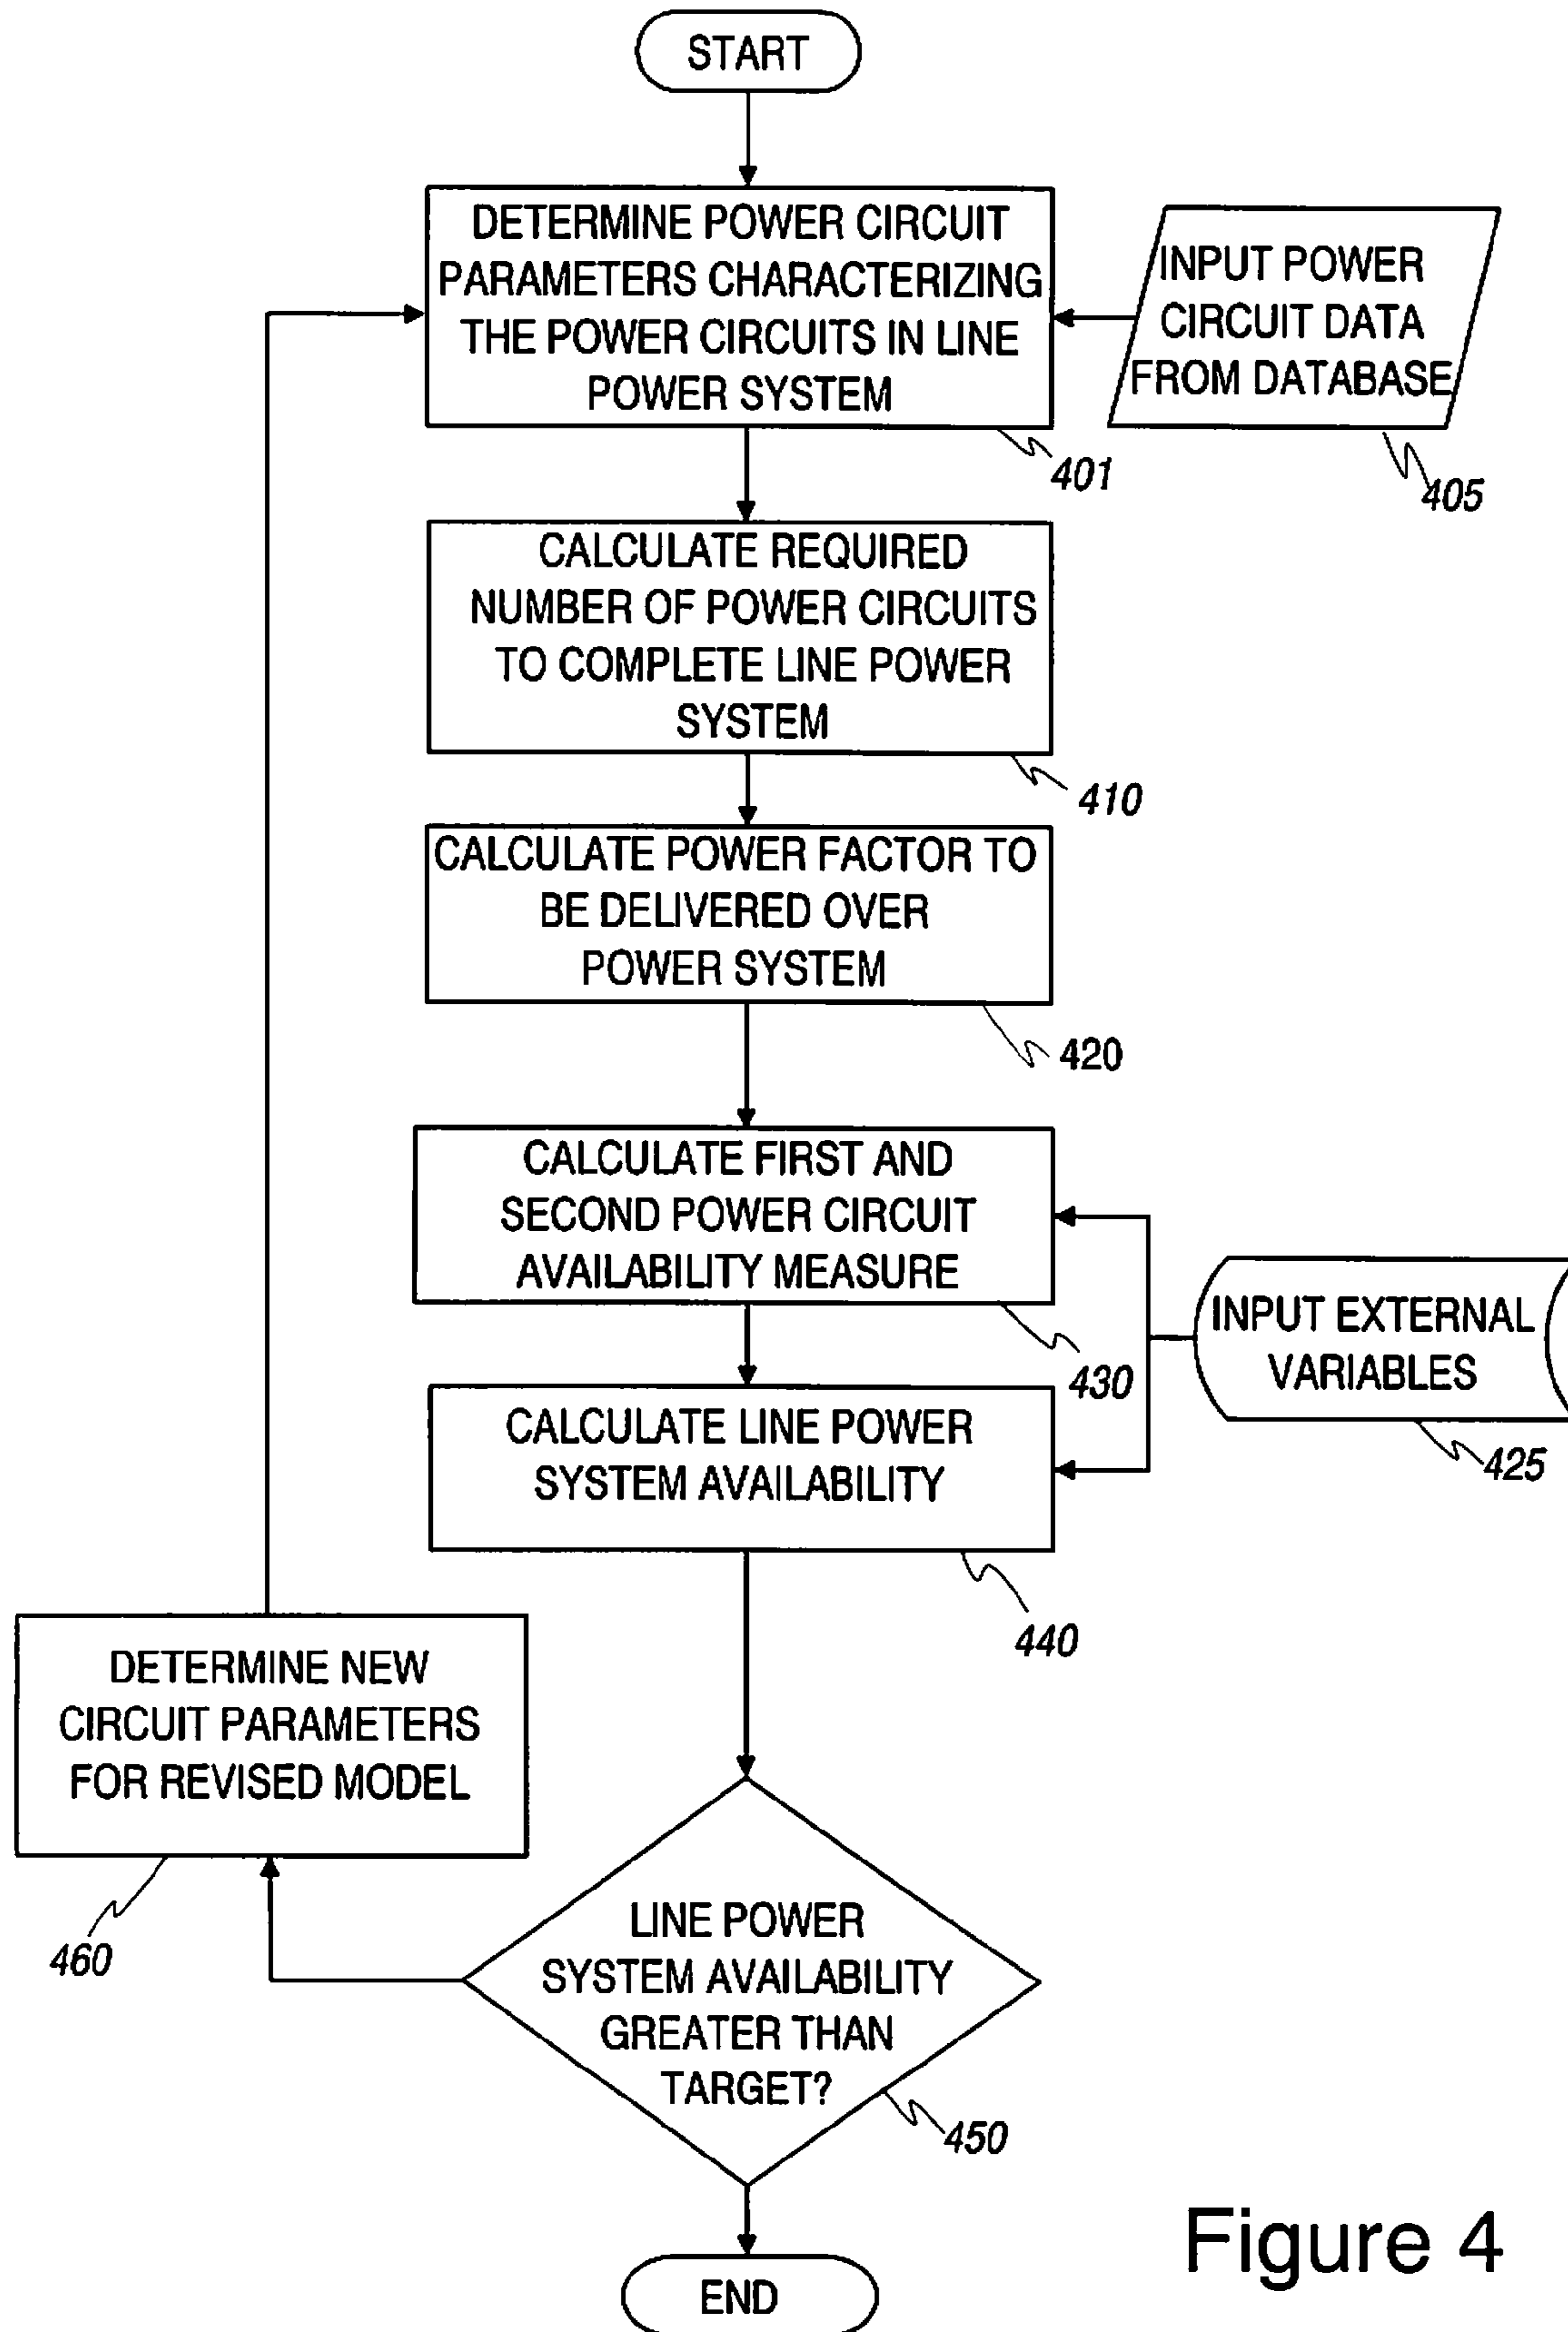 START
DETERMINE POWER CIRCUIT
PARAMETERS CHARACTERIZING
THE POWER CIRCUITS IN LINE
POWER SYSTEM
401
INPUT POWER
CIRCUIT DATA
FROM DATABASE
405
CALCULATE REQUIRED
NUMBER OF POWER CIRCUITS
TO COMPLETE LINE POWER
SYSTEM
410
CALCULATE POWER FACTOR TO
BE DELIVERED OVER
POWER SYSTEM
420
CALCULATE FIRST AND
SECOND POWER CIRCUIT
AVAILABILITY MEASURE
430
INPUT EXTERNAL
VARIABLES
425
CALCULATE LINE POWER
SYSTEM AVAILABILITY
440
DETERMINE NEW
CIRCUIT PARAMETERS
FOR REVISED MODEL
460
LINE POWER
SYSTEM AVAILABILITY
GREATER THAN
TARGET?
450
END
Figure 4